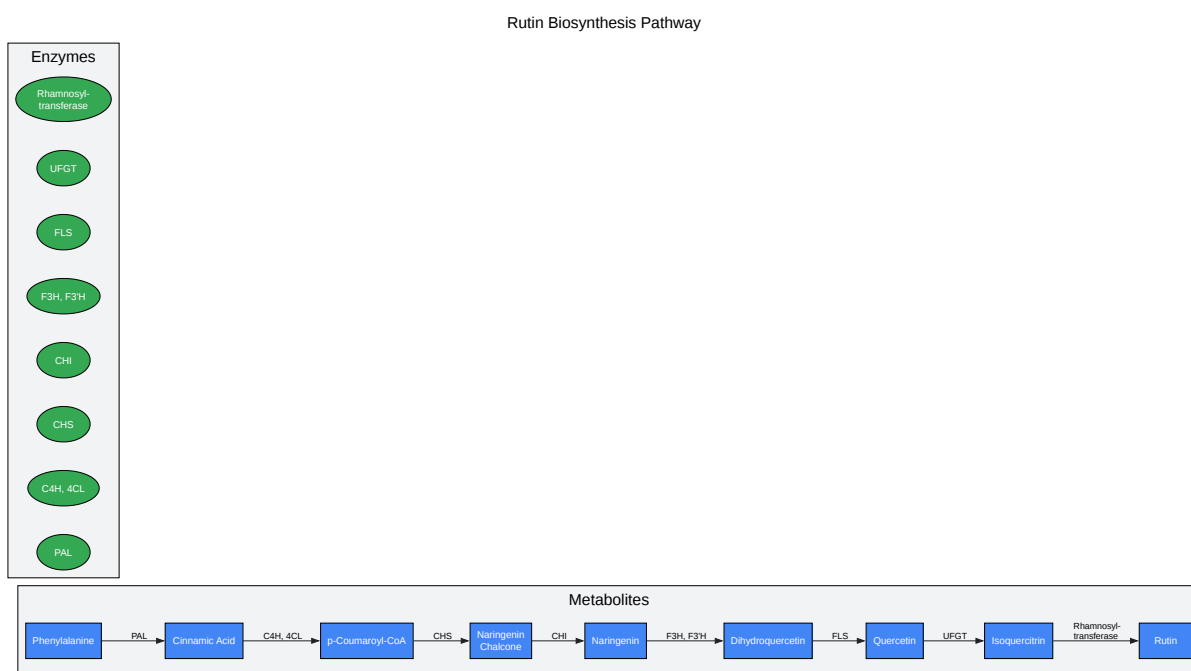 Rutin Biosynthesis Pathway
Enzymes
Rhamnosyl-
transferase
UFGT
FLS
F3H, F3'H
CHI
CHS
C4H, 4CL
PAL
Metabolites
Phenylalanine
PAL
Cinnamic Acid
C4H, 4CL
p-Coumaroyl-CoA
CHS
Naringenin
Chalcone
CHI
Naringenin
F3H, F3'H
Dihydroquercetin
FLS
Quercetin
UFGT
Isoquercitrin
Rhamnosyl-
transferase
Rutin